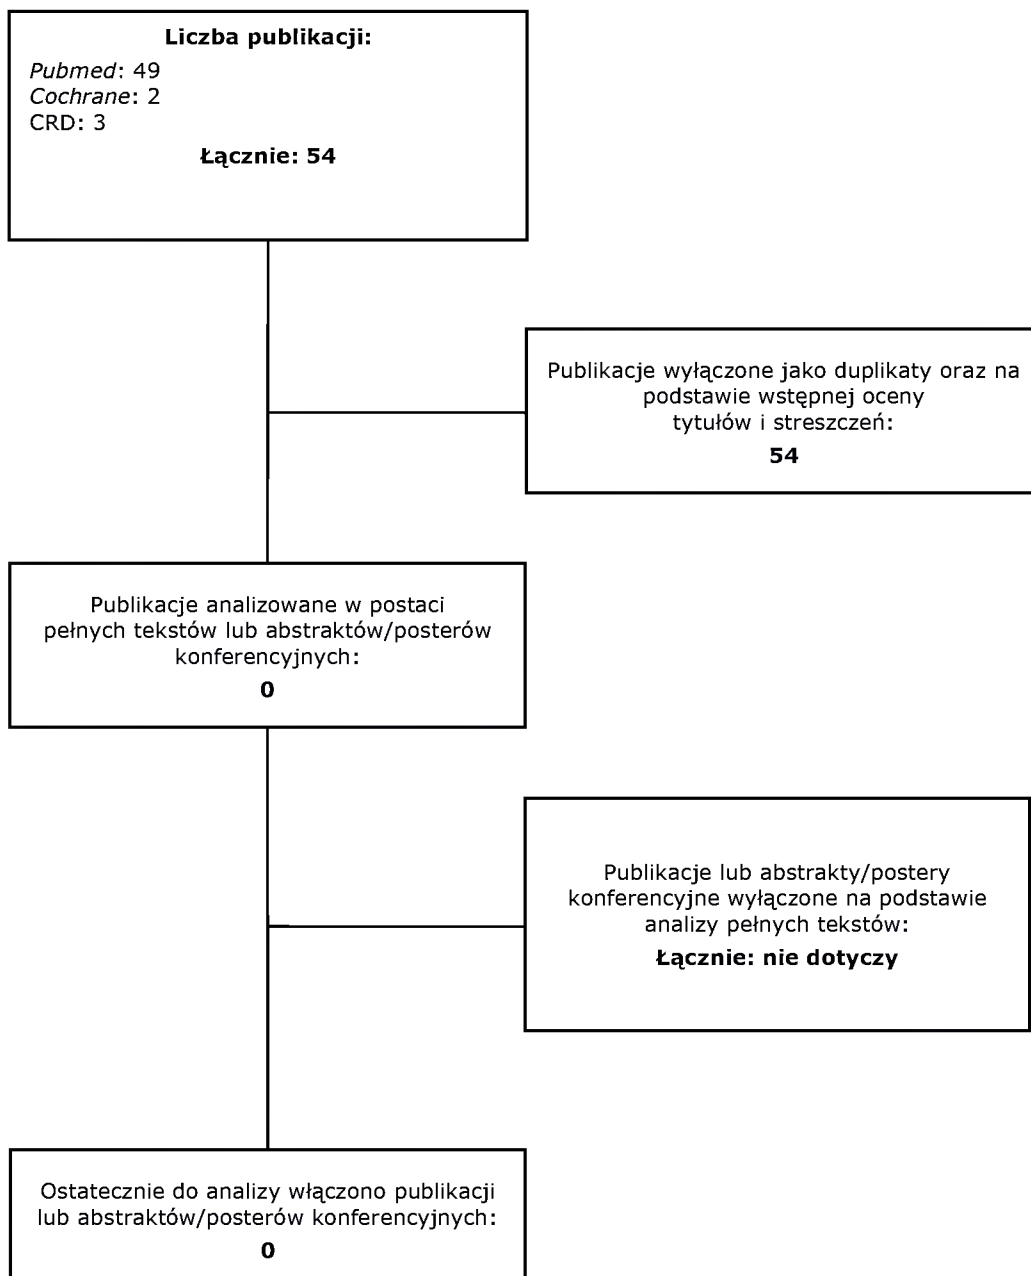 Liczba publikacji:
Pubmed: 49
Cochrane: 2
CRD: 3
Łącznie: 54
Publikacje wyłączone jako duplikaty oraz na
podstawie wstępnej oceny
tytułów i streszczeń:
54
Publikacje analizowane w postaci
pełnych tekstów lub abstraktów/posterów
konferencyjnych:
0
Publikacje lub abstrakty/postery
konferencyjne wyłączone na podstawie
analizy pełnych tekstów:
Łącznie: nie dotyczy
Ostatecznie do analizy włączono publikacji
lub abstraktów/posterów konferencyjnych:
0